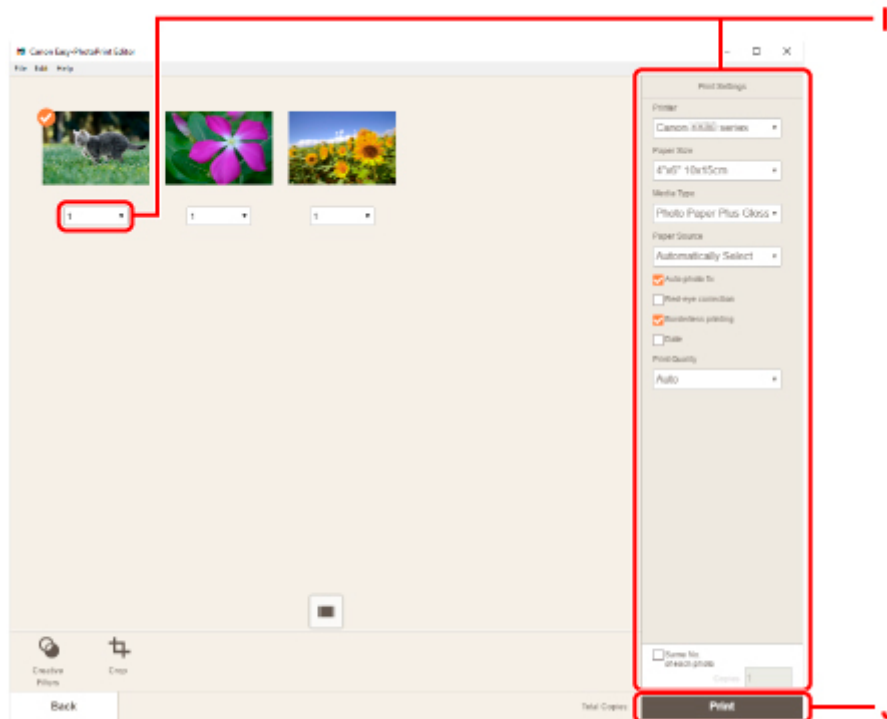 Canon Easy-PhotoPrint Editor
File Edit Help
1
1
1
Print Settings
Printer
Canon series
Paper Size
4"x6" 10x15cm
Media Type
Photo Paper Plus Gloss
Paper Source
Automatically Select
Auto photo fix
Red-eye correction
Borderless printing
Date
Print Quality
Auto
Same No.
of each photo
Copies 1
Creative
Filters
Crop
Back
Total Copies
Print